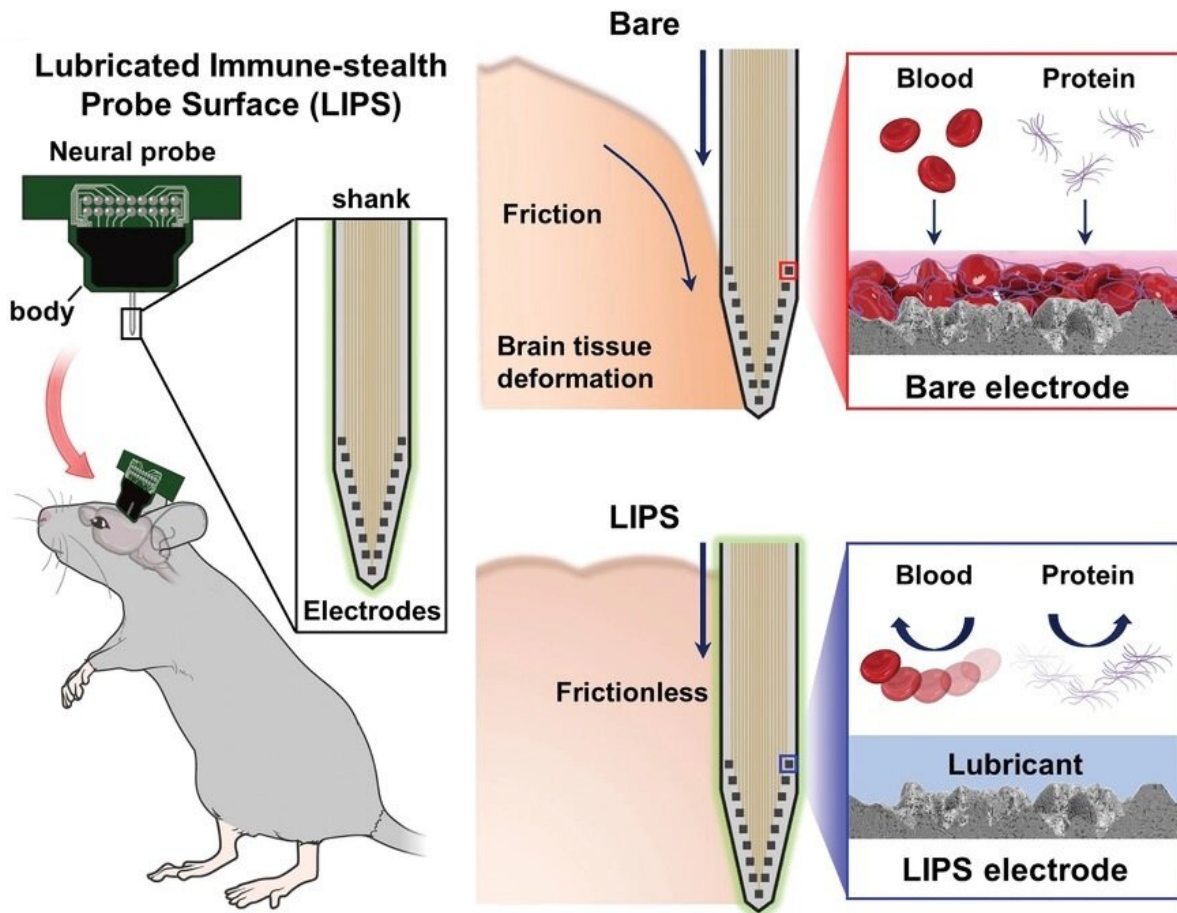 Lubricated Immune-stealth
Probe Surface (LIPS)
Neural probe
shank
body
Electrodes
Bare
Friction
Brain tissue
deformation
Blood
Protein
Bare electrode
LIPS
Frictionless
Blood
Protein
Lubricant
LIPS electrode